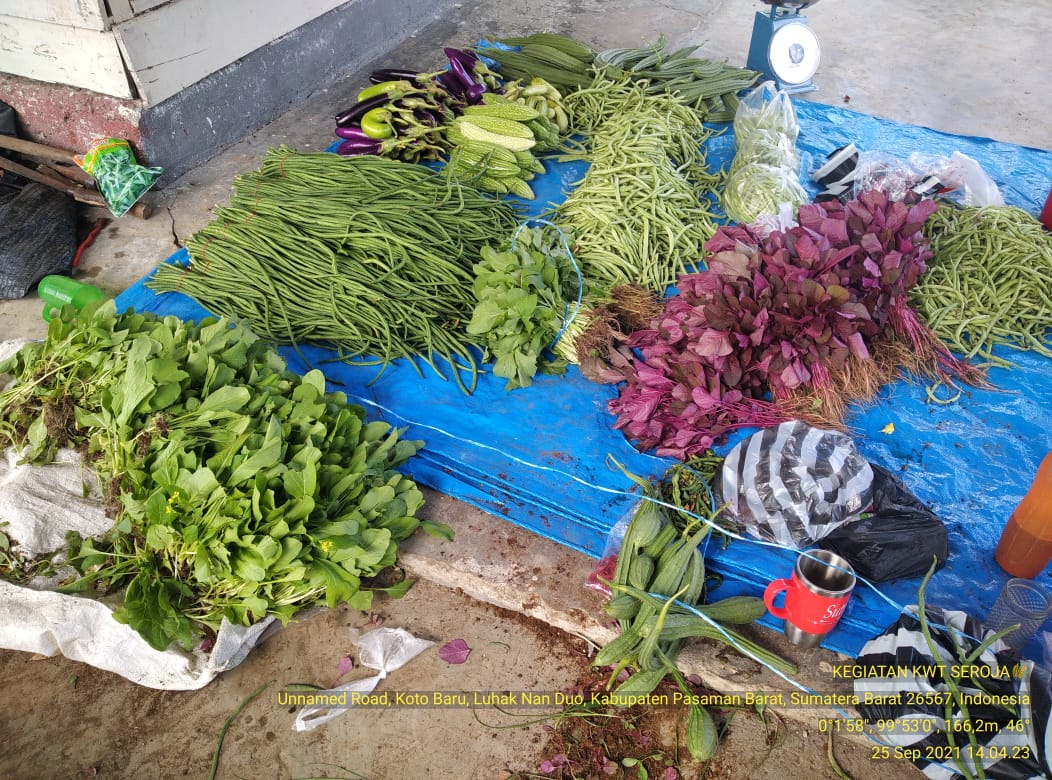 KEGIATAN KWT SEROJA
Unnamed Road, Koto Baru, Luhak Nan Duo, Kabupaten Pasaman Barat, Sumatera Barat 26567, Indonesia
0°1'58", 99°53'0", 166,2m, 46°
25 Sep 2021 14.04.23